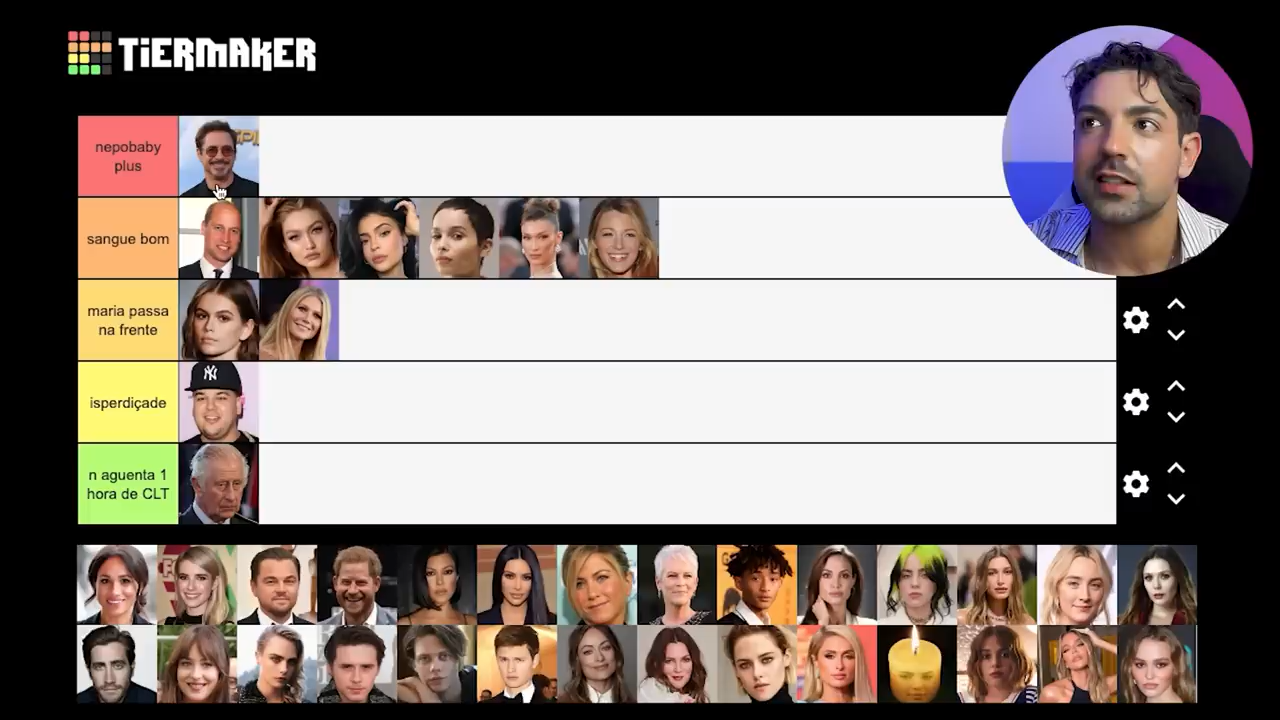 TiERMAKER
nepobaby
plus
sangue bom
maria passa
na frente
isperdiçade
n aguenta 1
hora de CLT